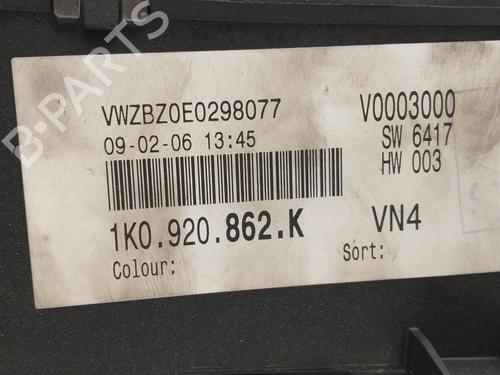 B-PARTS
VWZBZ0E0298077
V0003000
09-02-06 13:45
SW 6417
HW 003
1K0.920.862.K
VN4
Colour:
Sort: